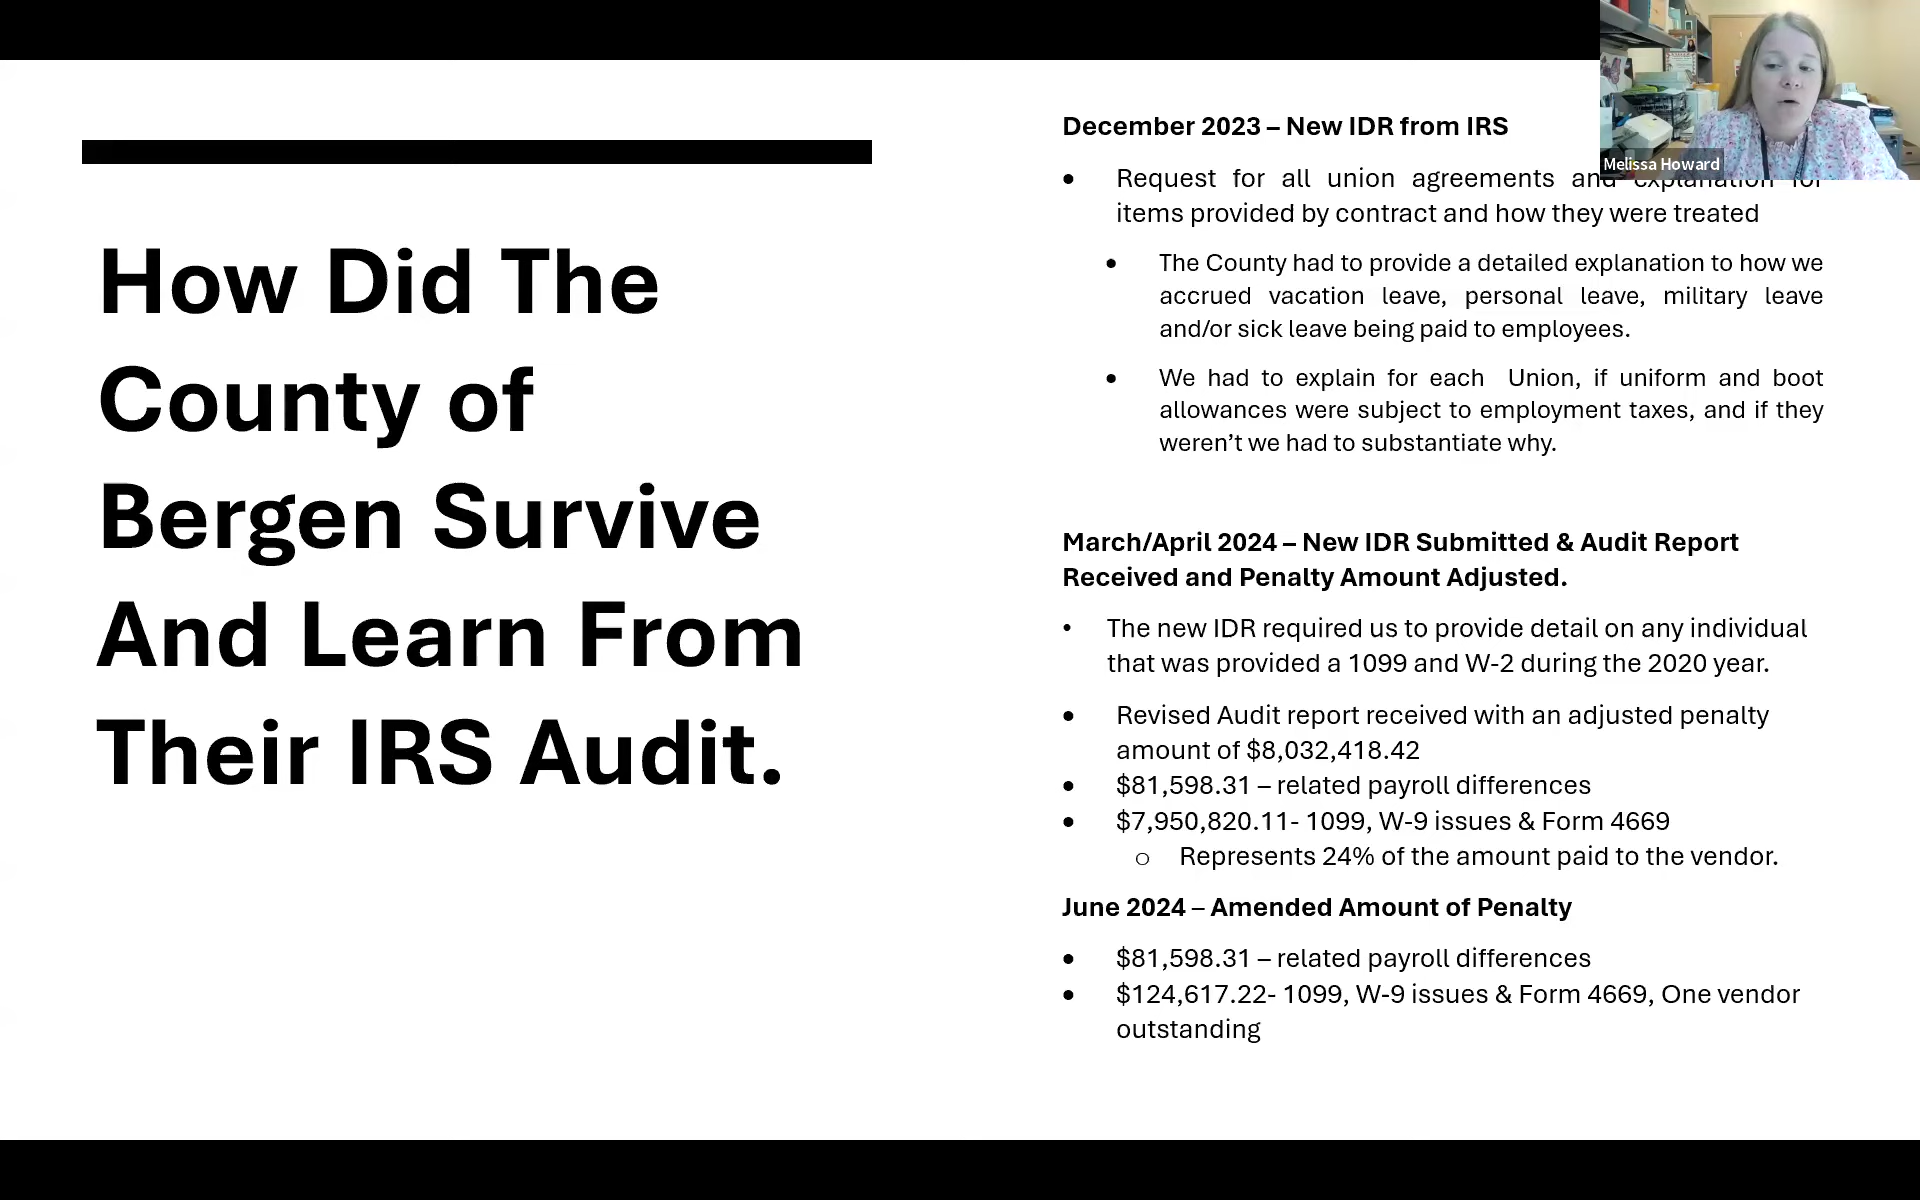 How Did The
County of
Bergen Survive
And Learn From
Their IRS Audit.
December 2023 – New IDR from IRS
• Request for all union agreements and explanation for
items provided by contract and how they were treated
• The County had to provide a detailed explanation to how we
accrued vacation leave, personal leave, military leave
and/or sick leave being paid to employees.
• We had to explain for each Union, if uniform and boot
allowances were subject to employment taxes, and if they
weren’t we had to substantiate why.
March/April 2024 – New IDR Submitted & Audit Report
Received and Penalty Amount Adjusted.
• The new IDR required us to provide detail on any individual
that was provided a 1099 and W-2 during the 2020 year.
• Revised Audit report received with an adjusted penalty
amount of $8,032,418.42
• $81,598.31 – related payroll differences
• $7,950,820.11- 1099, W-9 issues & Form 4669
o Represents 24% of the amount paid to the vendor.
June 2024 – Amended Amount of Penalty
• $81,598.31 – related payroll differences
• $124,617.22- 1099, W-9 issues & Form 4669, One vendor
outstanding
Melissa Howard